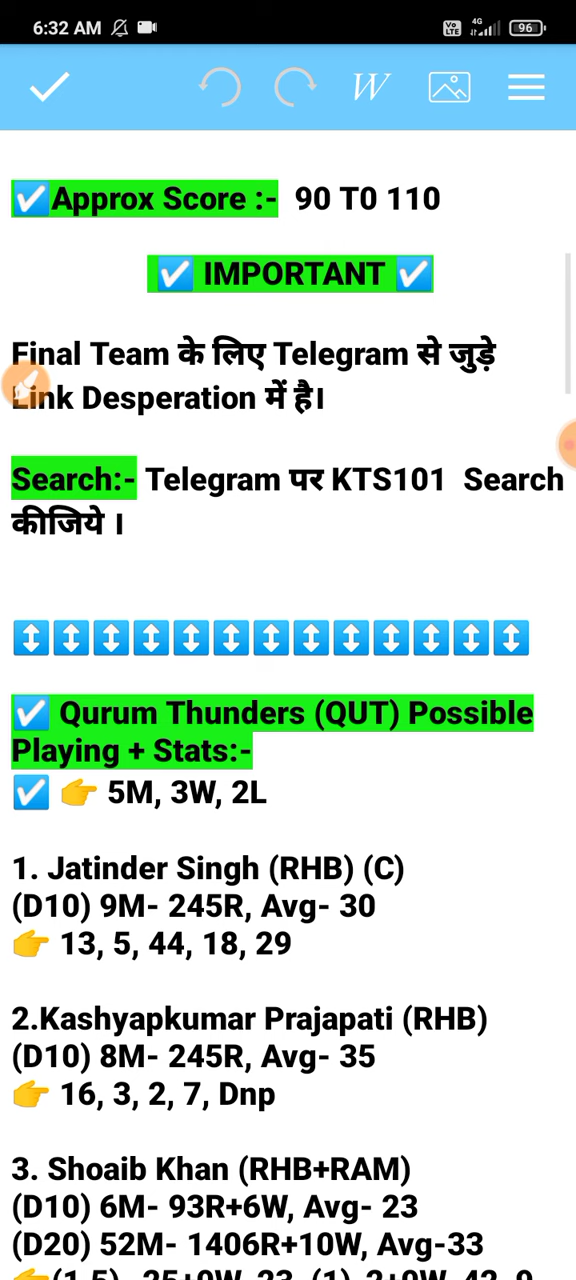 6:32 AM
Vo LTE 4G 96
W
✅Approx Score :- 90 T0 110
✅ IMPORTANT ✅
Final Team के लिए Telegram से जुड़े
Link Desperation में है।
Search:- Telegram पर KTS101 Search
कीजिये ।
↕️↕️↕️↕️↕️↕️↕️↕️↕️↕️↕️↕️↕️
✅ Qurum Thunders (QUT) Possible
Playing + Stats:-
✅ 👉 5M, 3W, 2L
1. Jatinder Singh (RHB) (C)
(D10) 9M- 245R, Avg- 30
👉 13, 5, 44, 18, 29
2.Kashyapkumar Prajapati (RHB)
(D10) 8M- 245R, Avg- 35
👉 16, 3, 2, 7, Dnp
3. Shoaib Khan (RHB+RAM)
(D10) 6M- 93R+6W, Avg- 23
(D20) 52M- 1406R+10W, Avg-33